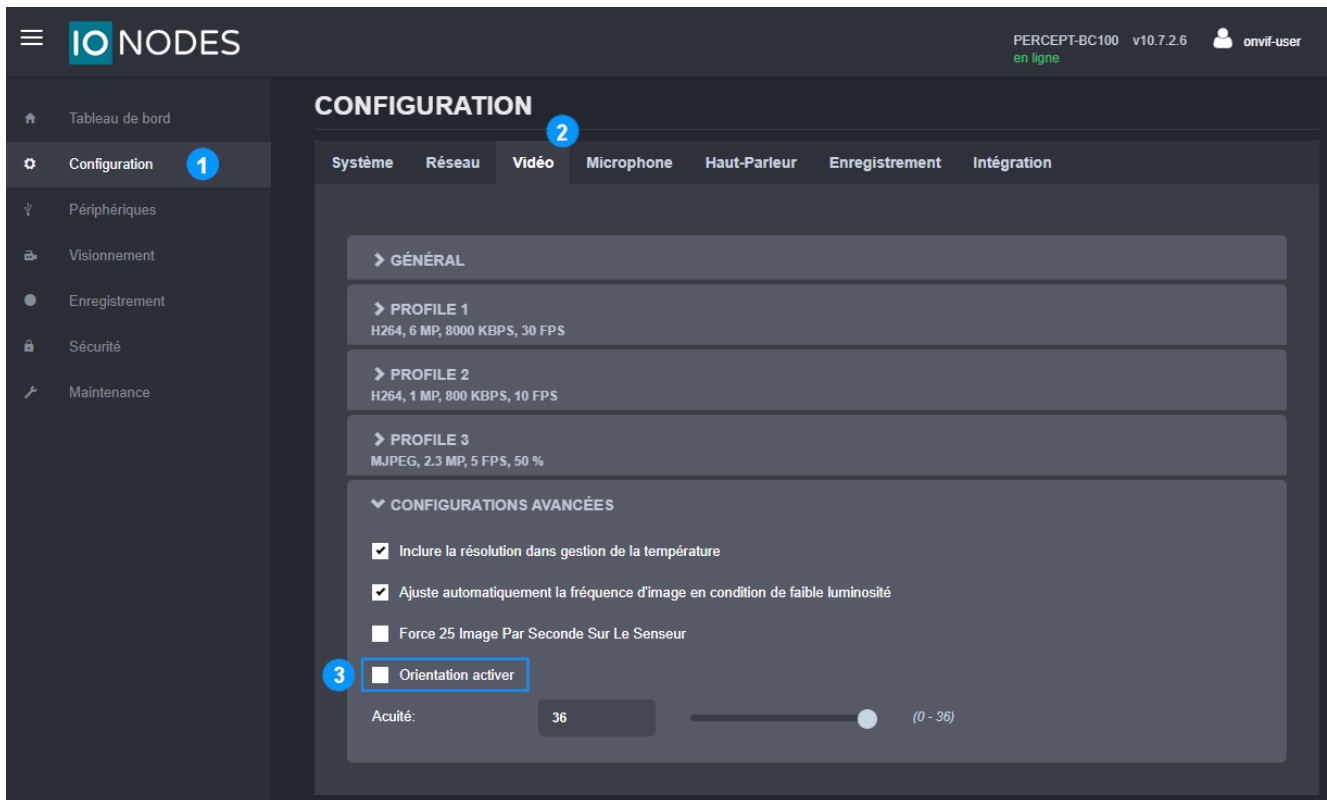 IO NODES
PERCEPT-BC100 v10.7.2.6
en ligne
onvif-user
Tableau de bord
Configuration 1
Périphériques
Visionnement
Enregistrement
Sécurité
Maintenance
CONFIGURATION
2
Système Réseau Vidéo Microphone Haut-Parleur Enregistrement Intégration
GÉNÉRAL
PROFILE 1
H264, 6 MP, 8000 KBPS, 30 FPS
PROFILE 2
H264, 1 MP, 800 KBPS, 10 FPS
PROFILE 3
MJPEG, 2.3 MP, 5 FPS, 50 %
CONFIGURATIONS AVANCÉES
Inclure la résolution dans gestion de la température
Ajuste automatiquement la fréquence d'image en condition de faible luminosité
Force 25 Image Par Seconde Sur Le Senseur
3 Orientation activer
Acuité: 36 (0 - 36)